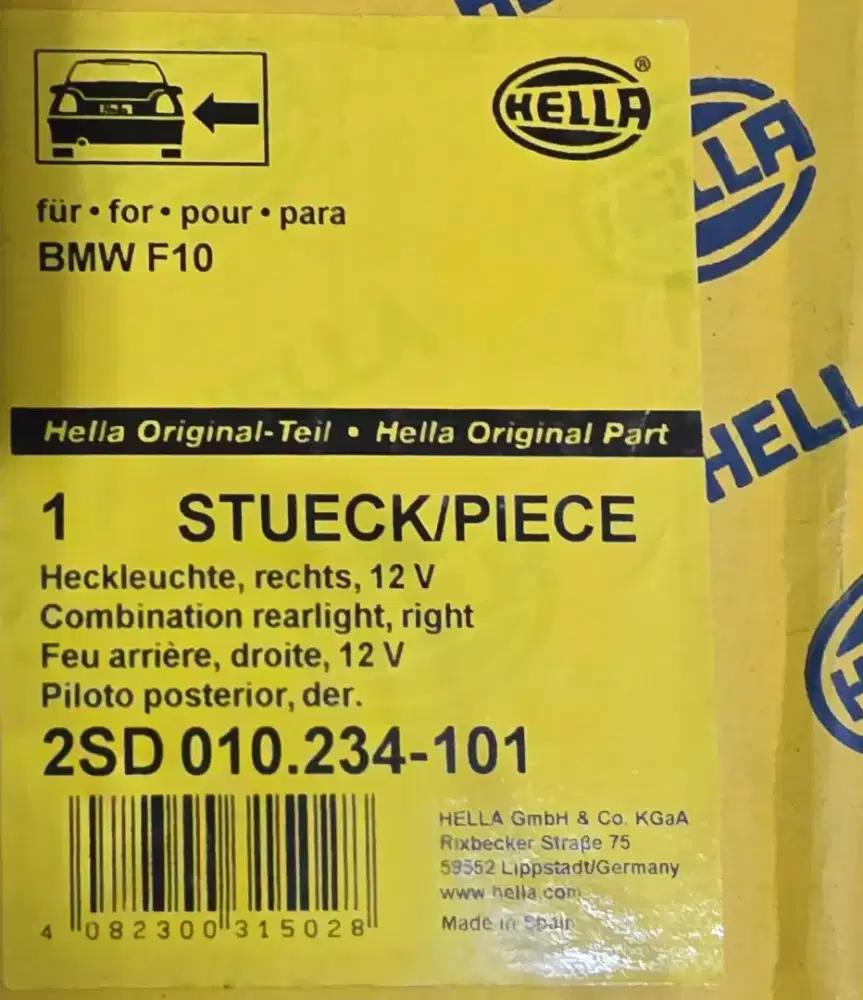 HELLA ®
für • for • pour • para
BMW F10
HELLA
Hella Original-Teil • Hella Original Part
HELL
1 STUECK/PIECE
Heckleuchte, rechts, 12 V
Combination rearlight, right
Feu arrière, droite, 12 V
Piloto posterior, der.
2SD 010.234-101
HELLA GmbH & Co. KGaA
Rixbecker Straße 75
59552 Lippstadt/Germany
www.hella.com
Made in Spain
4 082300 315028